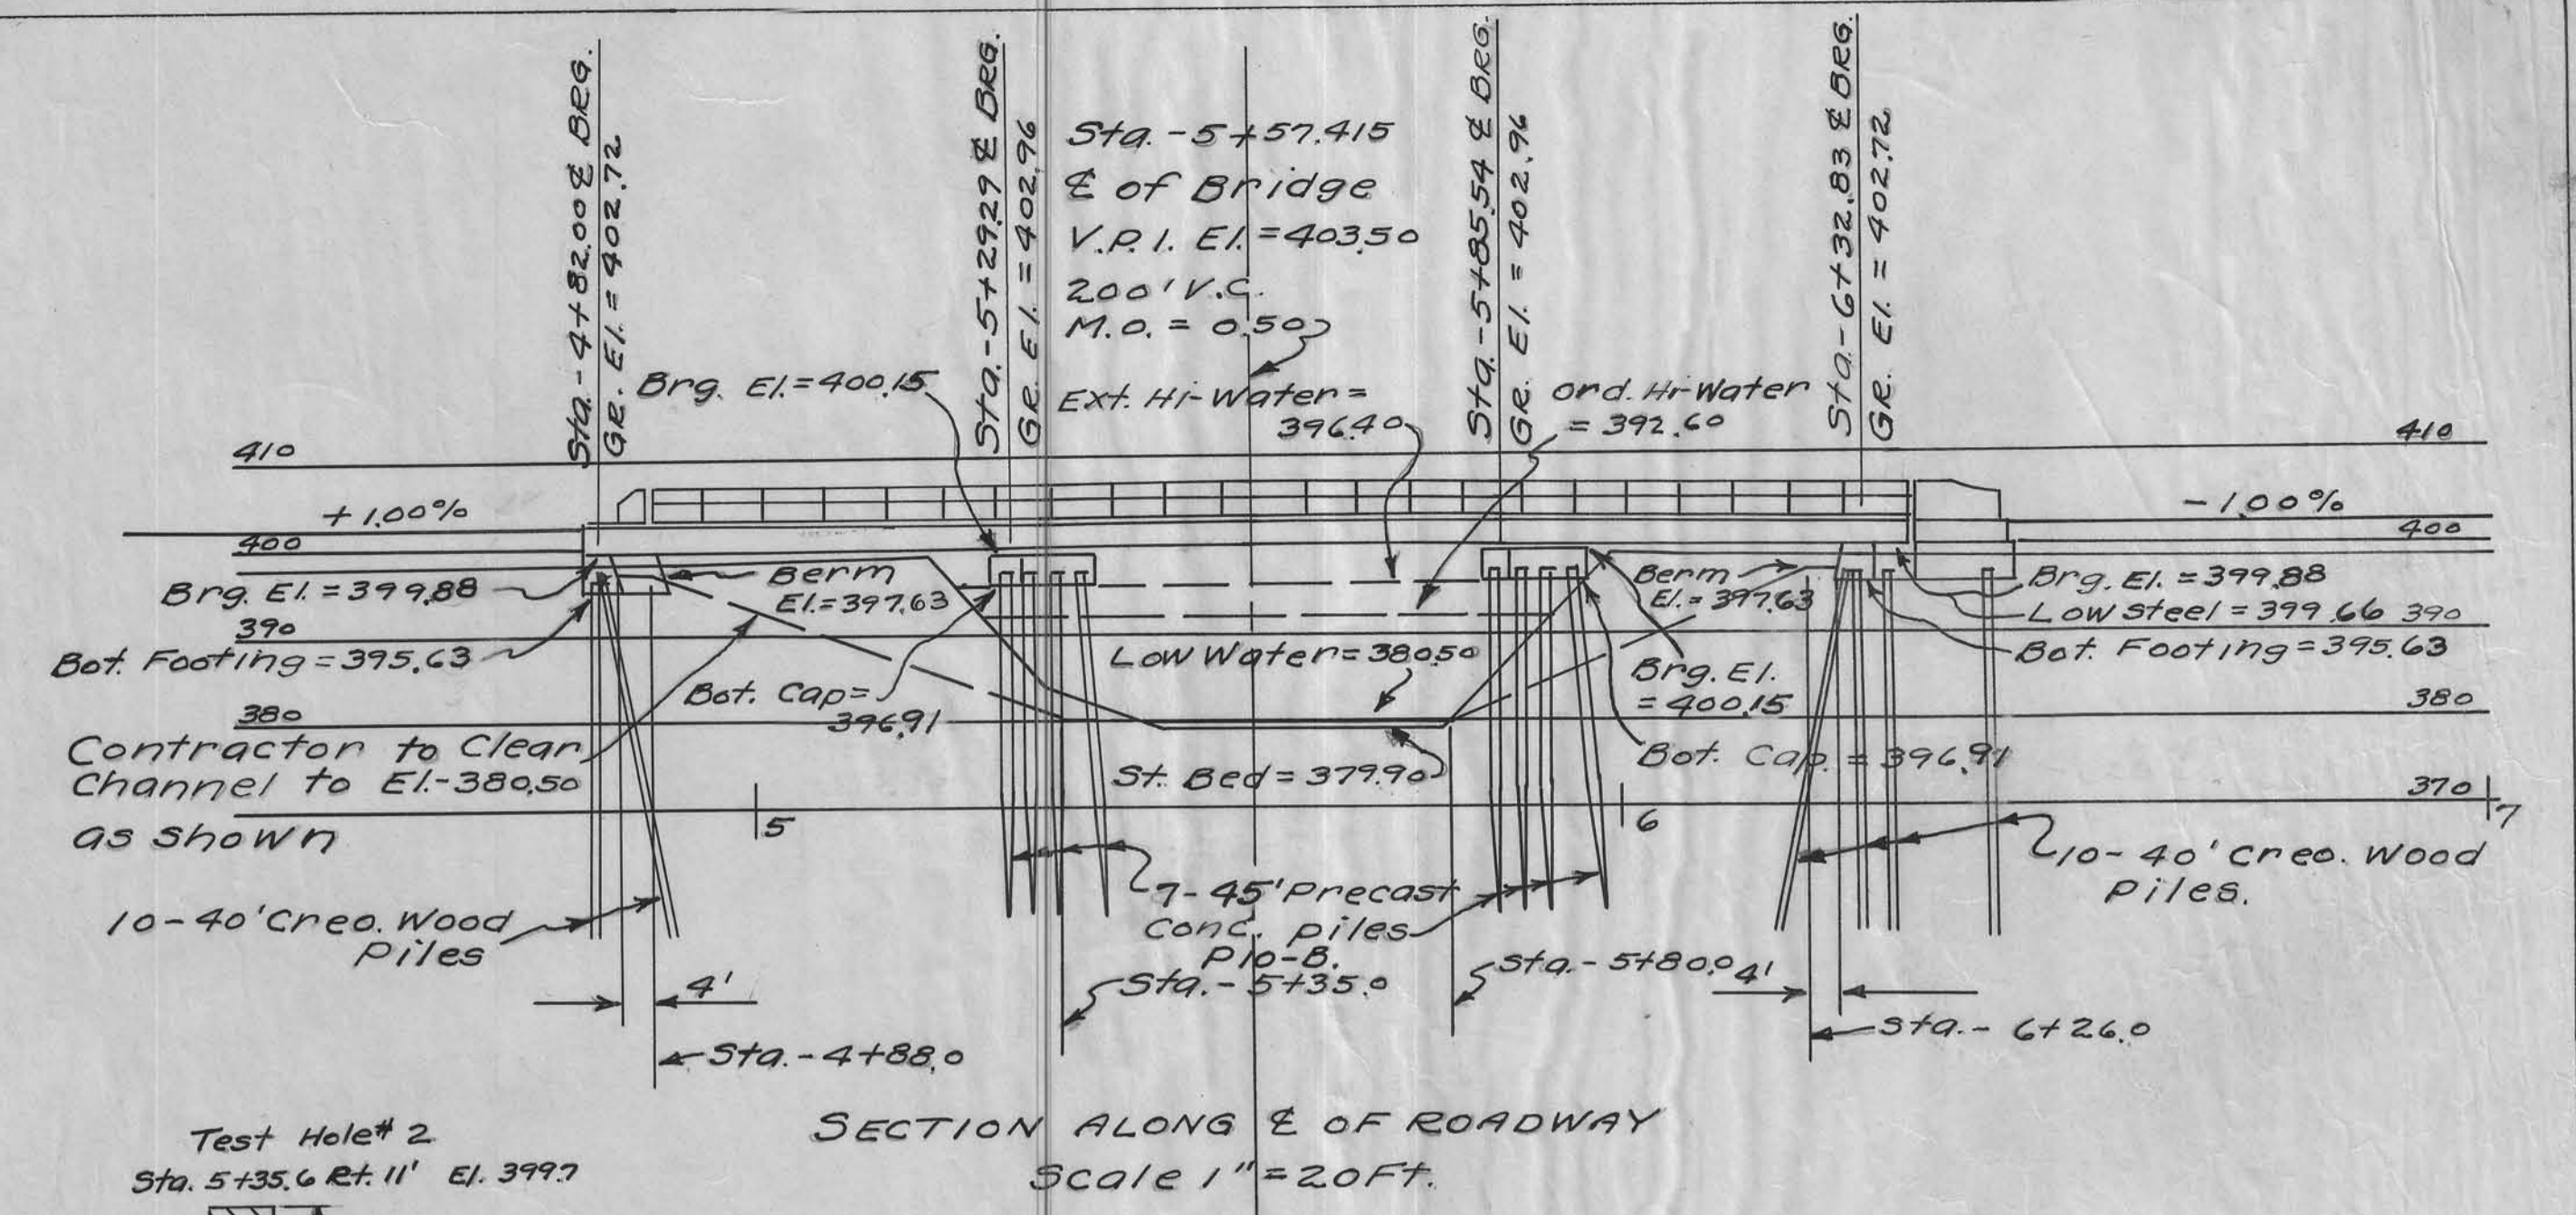 Sta.-4+82.00 ℄ BRG.
GR. El. = 402.72
Sta.-5+29.29 ℄ BRG.
GR. El. = 402.96
Sta.-5+57.415
℄ of Bridge
V.P.I. El. = 403.50
200' V.C.
M.O. = 0.50
Sta.-5+85.54 ℄ BRG.
GR. El. = 402.96
Sta.-6+32.83 ℄ BRG.
GR. El. = 402.72
Brg. El. = 400.15
Ext. Hi-Water =
396.40
ord. Hi-Water
= 392.60
410
410
+1.00%
-1.00%
400
400
Brg. El. = 399.88
Berm
El. = 397.63
Berm
El. = 397.63
Brg. El. = 399.88
Low Steel = 399.66
390
390
Bot. Footing = 395.63
Low Water = 380.50
Brg. El.
= 400.15
Bot. Footing = 395.63
Bot. Cap =
396.91
380
380
Contractor to Clear
Channel to El.-380.50
as shown
St. Bed = 379.90
Bot. Cap. = 396.91
370
5
6
7
10-40' Creo. Wood
Piles
7-45' Precast
Conc. piles
P10-B.
10-40' Creo. Wood
Piles.
4'
Sta.-5+35.0
Sta.-5+80.0
4'
Sta.-4+88.0
Sta.- 6+26.0
SECTION ALONG ℄ OF ROADWAY
Scale 1" = 20Ft.
Test Hole # 2
Sta. 5+35.6 Rt. 11' El. 399.7